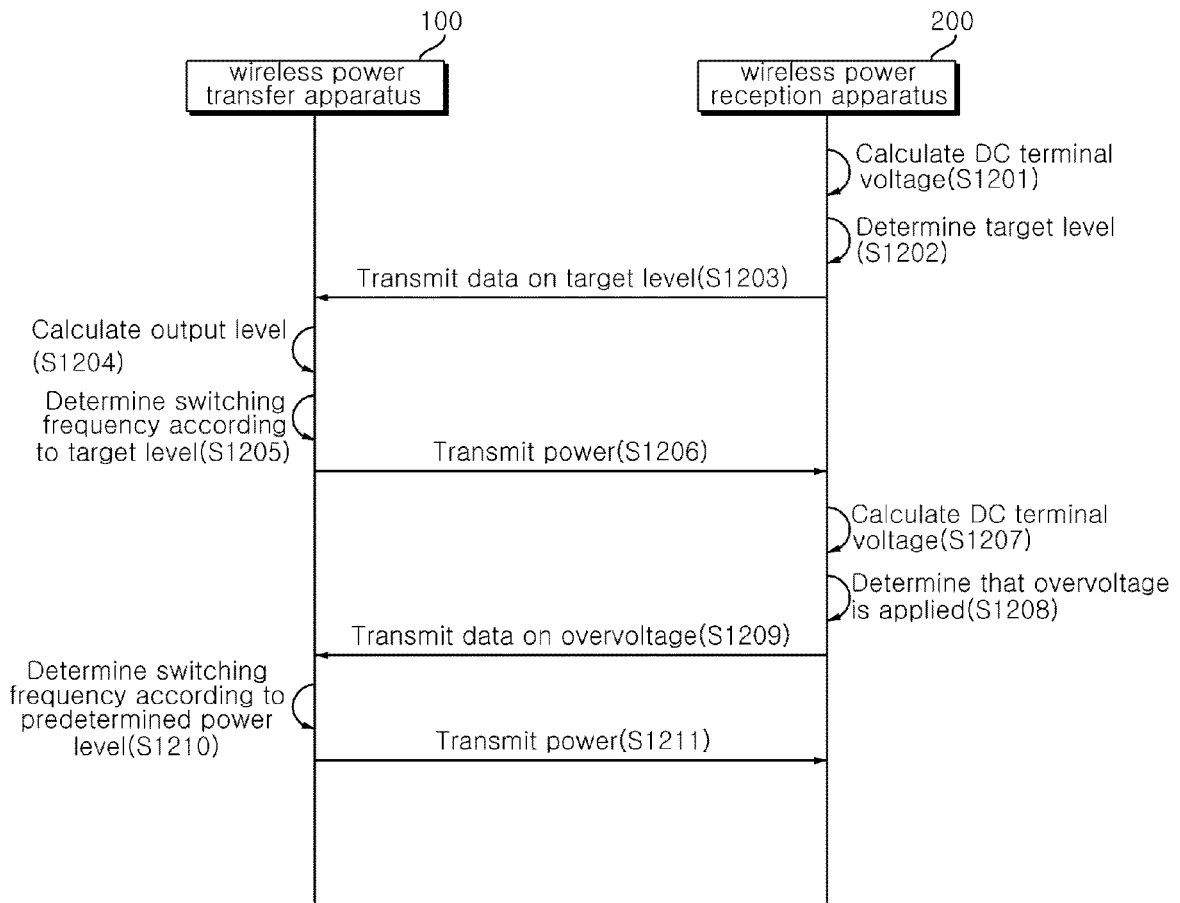 100
200
wireless power
transfer apparatus
wireless power
reception apparatus
Calculate DC terminal
voltage(S1201)
Determine target level
(S1202)
Transmit data on target level(S1203)
Calculate output level
(S1204)
Determine switching
frequency according
to target level(S1205)
Transmit power(S1206)
Calculate DC terminal
voltage(S1207)
Determine that overvoltage
is applied(S1208)
Transmit data on overvoltage(S1209)
Determine switching
frequency according to
predetermined power
level(S1210)
Transmit power(S1211)